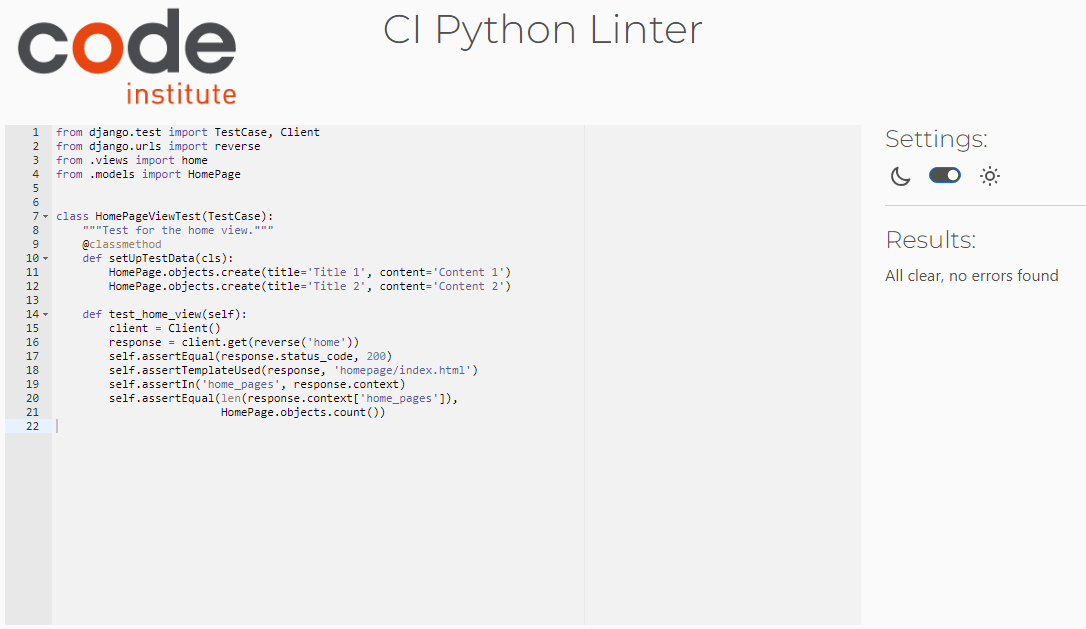 code
institute
CI Python Linter
1 from django.test import TestCase, Client
2 from django.urls import reverse
3 from .views import home
4 from .models import HomePage
5
6
7 class HomePageViewTest(TestCase):
8     """Test for the home view."""
9     @classmethod
10     def setUpTestData(cls):
11         HomePage.objects.create(title='Title 1', content='Content 1')
12         HomePage.objects.create(title='Title 2', content='Content 2')
13
14     def test_home_view(self):
15         client = Client()
16         response = client.get(reverse('home'))
17         self.assertEqual(response.status_code, 200)
18         self.assertTemplateUsed(response, 'homepage/index.html')
19         self.assertIn('home_pages', response.context)
20         self.assertEqual(len(response.context['home_pages']),
21                          HomePage.objects.count())
22
Settings:
Results:
All clear, no errors found